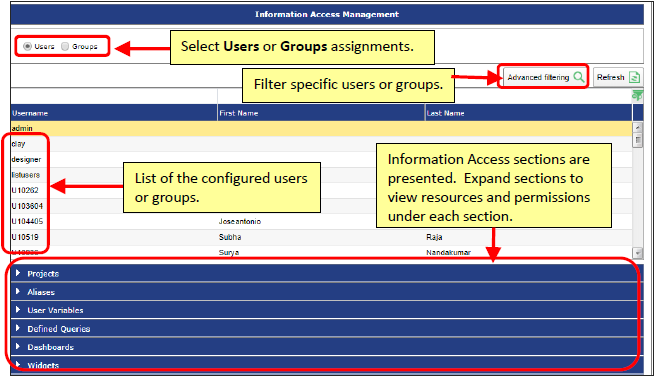 Information Access Management
Users Groups
Select Users or Groups assignments.
Filter specific users or groups.
Advanced filtering Refresh
Username First Name Last Name
admin
clay
designer
listusers
U10262
U103604
U104405 Joseantonio
U10519 Subha Raja
Surya Nandakumar
List of the configured users
or groups.
Information Access sections are
presented. Expand sections to
view resources and permissions
under each section.
Projects
Aliases
User Variables
Defined Queries
Dashboards
Widgets